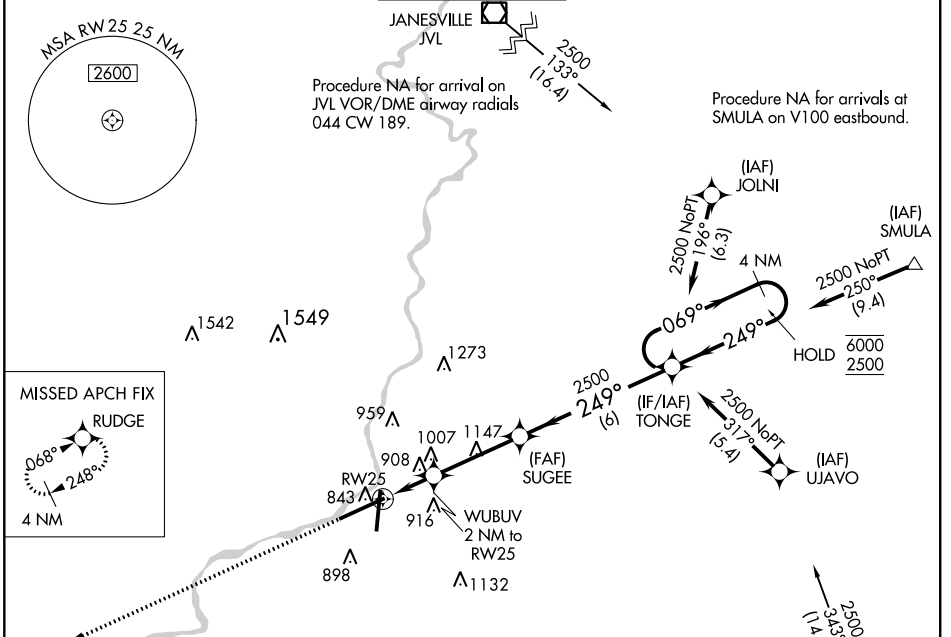 MSA RW25 25 NM
2600
JANESVILLE
JVL
2500
133°
(16.4)
Procedure NA for arrival on
JVL VOR/DME airway radials
044 CW 189.
Procedure NA for arrivals at
SMULA on V100 eastbound.
(IAF)
JOLNI
2500 NoPT
196°
(6.3)
(IAF)
SMULA
2500 NoPT
250°
(9.4)
4 NM
069°
249°
HOLD
6000
2500
1542
1549
1273
2500
249°
(6)
(IF/IAF)
TONGE
2500 NoPT
317°
(5.4)
(IAF)
UJAVO
MISSED APCH FIX
RUDGE
068°
248°
4 NM
959
1007
1147
908
(FAF)
SUGEE
RW25
843
916
WUBUV
2 NM to
RW25
898
1132
2500
343°
(14